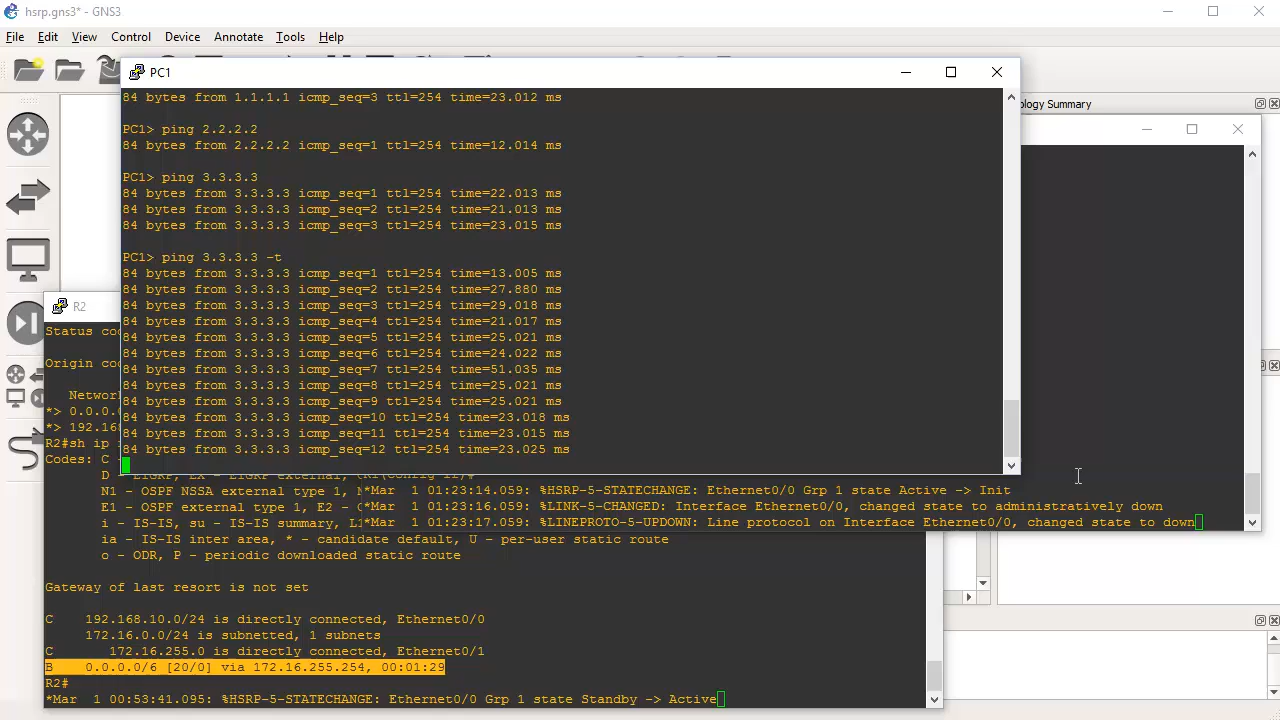 hsrp.gns3* - GNS3
File Edit View Control Device Annotate Tools Help
PC1
84 bytes from 1.1.1.1 icmp_seq=3 ttl=254 time=23.012 ms
PC1> ping 2.2.2.2
84 bytes from 2.2.2.2 icmp_seq=1 ttl=254 time=12.014 ms
PC1> ping 3.3.3.3
84 bytes from 3.3.3.3 icmp_seq=1 ttl=254 time=22.013 ms
84 bytes from 3.3.3.3 icmp_seq=2 ttl=254 time=21.013 ms
84 bytes from 3.3.3.3 icmp_seq=3 ttl=254 time=23.015 ms
PC1> ping 3.3.3.3 -t
84 bytes from 3.3.3.3 icmp_seq=1 ttl=254 time=13.005 ms
84 bytes from 3.3.3.3 icmp_seq=2 ttl=254 time=27.880 ms
84 bytes from 3.3.3.3 icmp_seq=3 ttl=254 time=29.018 ms
84 bytes from 3.3.3.3 icmp_seq=4 ttl=254 time=21.017 ms
84 bytes from 3.3.3.3 icmp_seq=5 ttl=254 time=25.021 ms
84 bytes from 3.3.3.3 icmp_seq=6 ttl=254 time=24.022 ms
84 bytes from 3.3.3.3 icmp_seq=7 ttl=254 time=51.035 ms
84 bytes from 3.3.3.3 icmp_seq=8 ttl=254 time=25.021 ms
84 bytes from 3.3.3.3 icmp_seq=9 ttl=254 time=25.021 ms
84 bytes from 3.3.3.3 icmp_seq=10 ttl=254 time=23.018 ms
84 bytes from 3.3.3.3 icmp_seq=11 ttl=254 time=23.015 ms
84 bytes from 3.3.3.3 icmp_seq=12 ttl=254 time=23.025 ms
ology Summary
*Mar 1 01:23:14.059: %HSRP-5-STATECHANGE: Ethernet0/0 Grp 1 state Active -> Init
*Mar 1 01:23:16.059: %LINK-5-CHANGED: Interface Ethernet0/0, changed state to administratively down
*Mar 1 01:23:17.059: %LINEPROTO-5-UPDOWN: Line protocol on Interface Ethernet0/0, changed state to down
R2
Status co
Origin co
Network
*> 0.0.0.0
*> 192.168
R2#sh ip
Codes: C
N1 - OSPF NSSA external type 1,
E1 - OSPF external type 1, E2 -
i - IS-IS, su - IS-IS summary, L1
ia - IS-IS inter area, * - candidate default, U - per-user static route
o - ODR, P - periodic downloaded static route
Gateway of last resort is not set
C 192.168.10.0/24 is directly connected, Ethernet0/0
172.16.0.0/24 is subnetted, 1 subnets
C 172.16.255.0 is directly connected, Ethernet0/1
B 0.0.0.0/6 [20/0] via 172.16.255.254, 00:01:29
R2#
*Mar 1 00:53:41.095: %HSRP-5-STATECHANGE: Ethernet0/0 Grp 1 state Standby -> Active